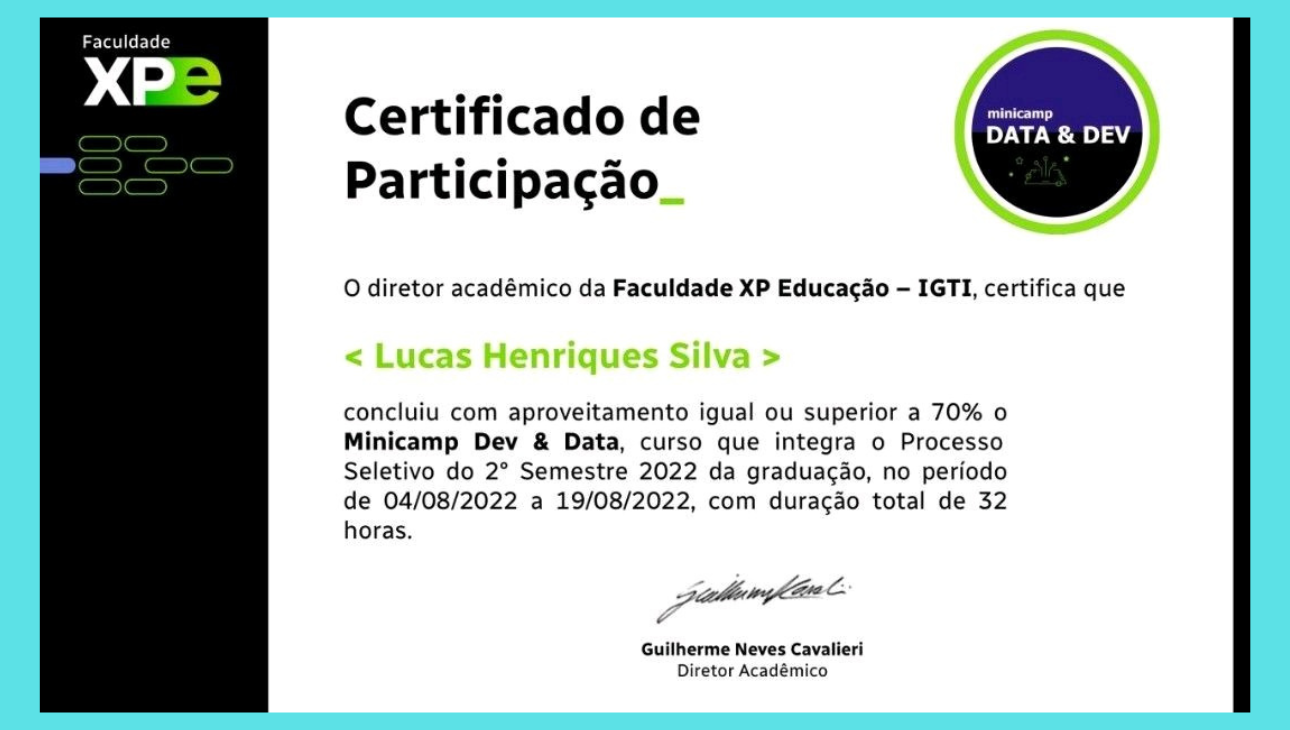 Faculdade
XPe
Certificado de
Participação_
minicamp
DATA & DEV
O diretor acadêmico da Faculdade XP Educação – IGTI, certifica que
< Lucas Henriques Silva >
concluiu com aproveitamento igual ou superior a 70% o
Minicamp Dev & Data, curso que integra o Processo
Seletivo do 2° Semestre 2022 da graduação, no período
de 04/08/2022 a 19/08/2022, com duração total de 32
horas.
Guilherme Neves Cavalieri
Diretor Acadêmico